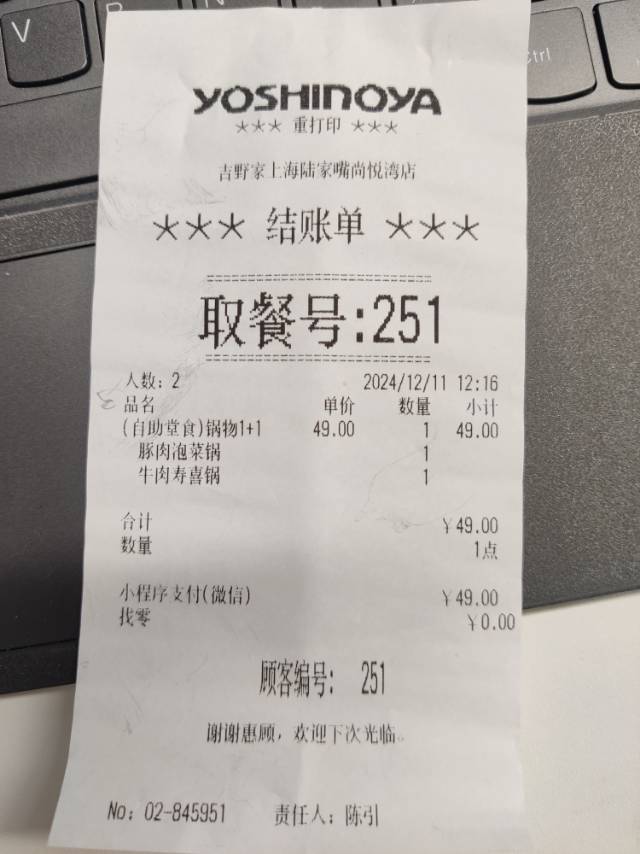 V
B
Ctrl
YOSHINOYA
*** 重打印 ***
吉野家上海陆家嘴尚悦湾店
*** 结账单 ***
取餐号:251
人数: 2 2024/12/11 12:16
品名 单价 数量 小计
(自助堂食)锅物1+1 49.00 1 49.00
豚肉泡菜锅 1
牛肉寿喜锅 1
合计 ¥49.00
数量 1点
小程序支付(微信) ¥49.00
找零 ¥0.00
顾客编号: 251
谢谢惠顾, 欢迎下次光临。
No: 02-845951 责任人: 陈引